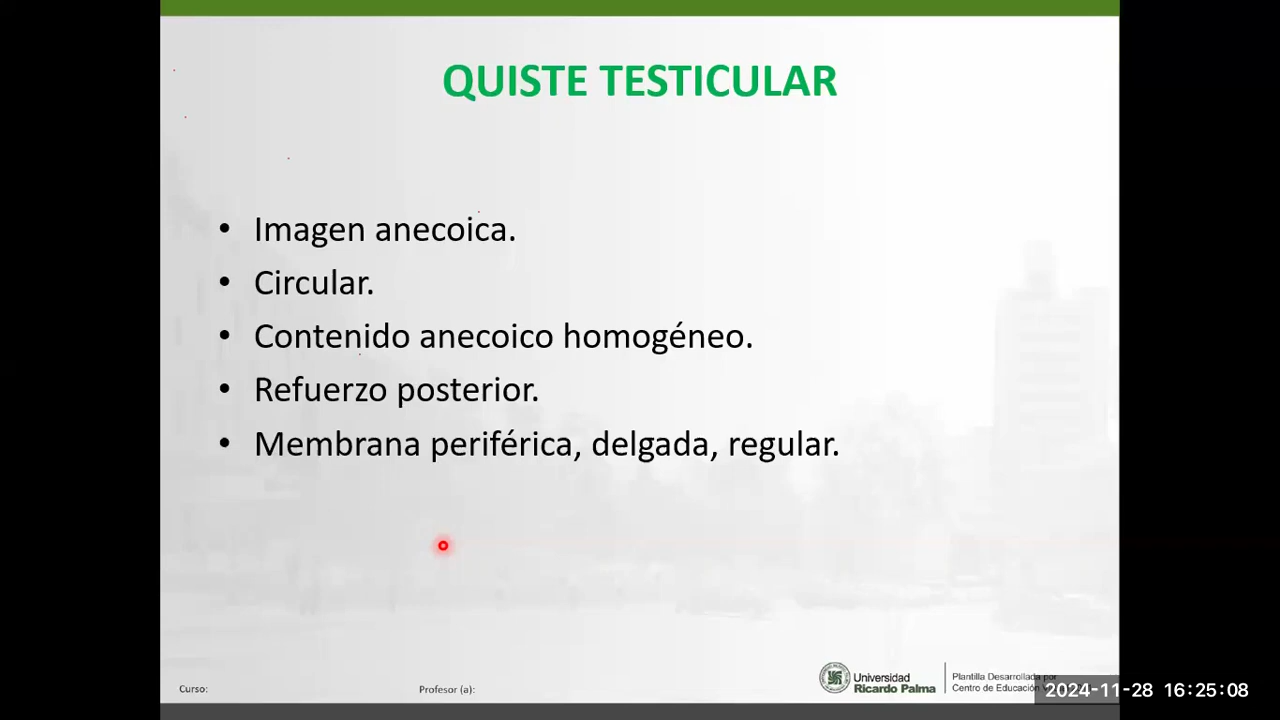 QUISTE TESTICULAR
• Imagen anecoica.
• Circular.
• Contenido anecoico homogéneo.
• Refuerzo posterior.
• Membrana periférica, delgada, regular.
Curso:
Profesor (a):
Universidad
Ricardo Palma
Plantilla Desarrollada por
Centro de Educación
2024-11-28 16:25:08